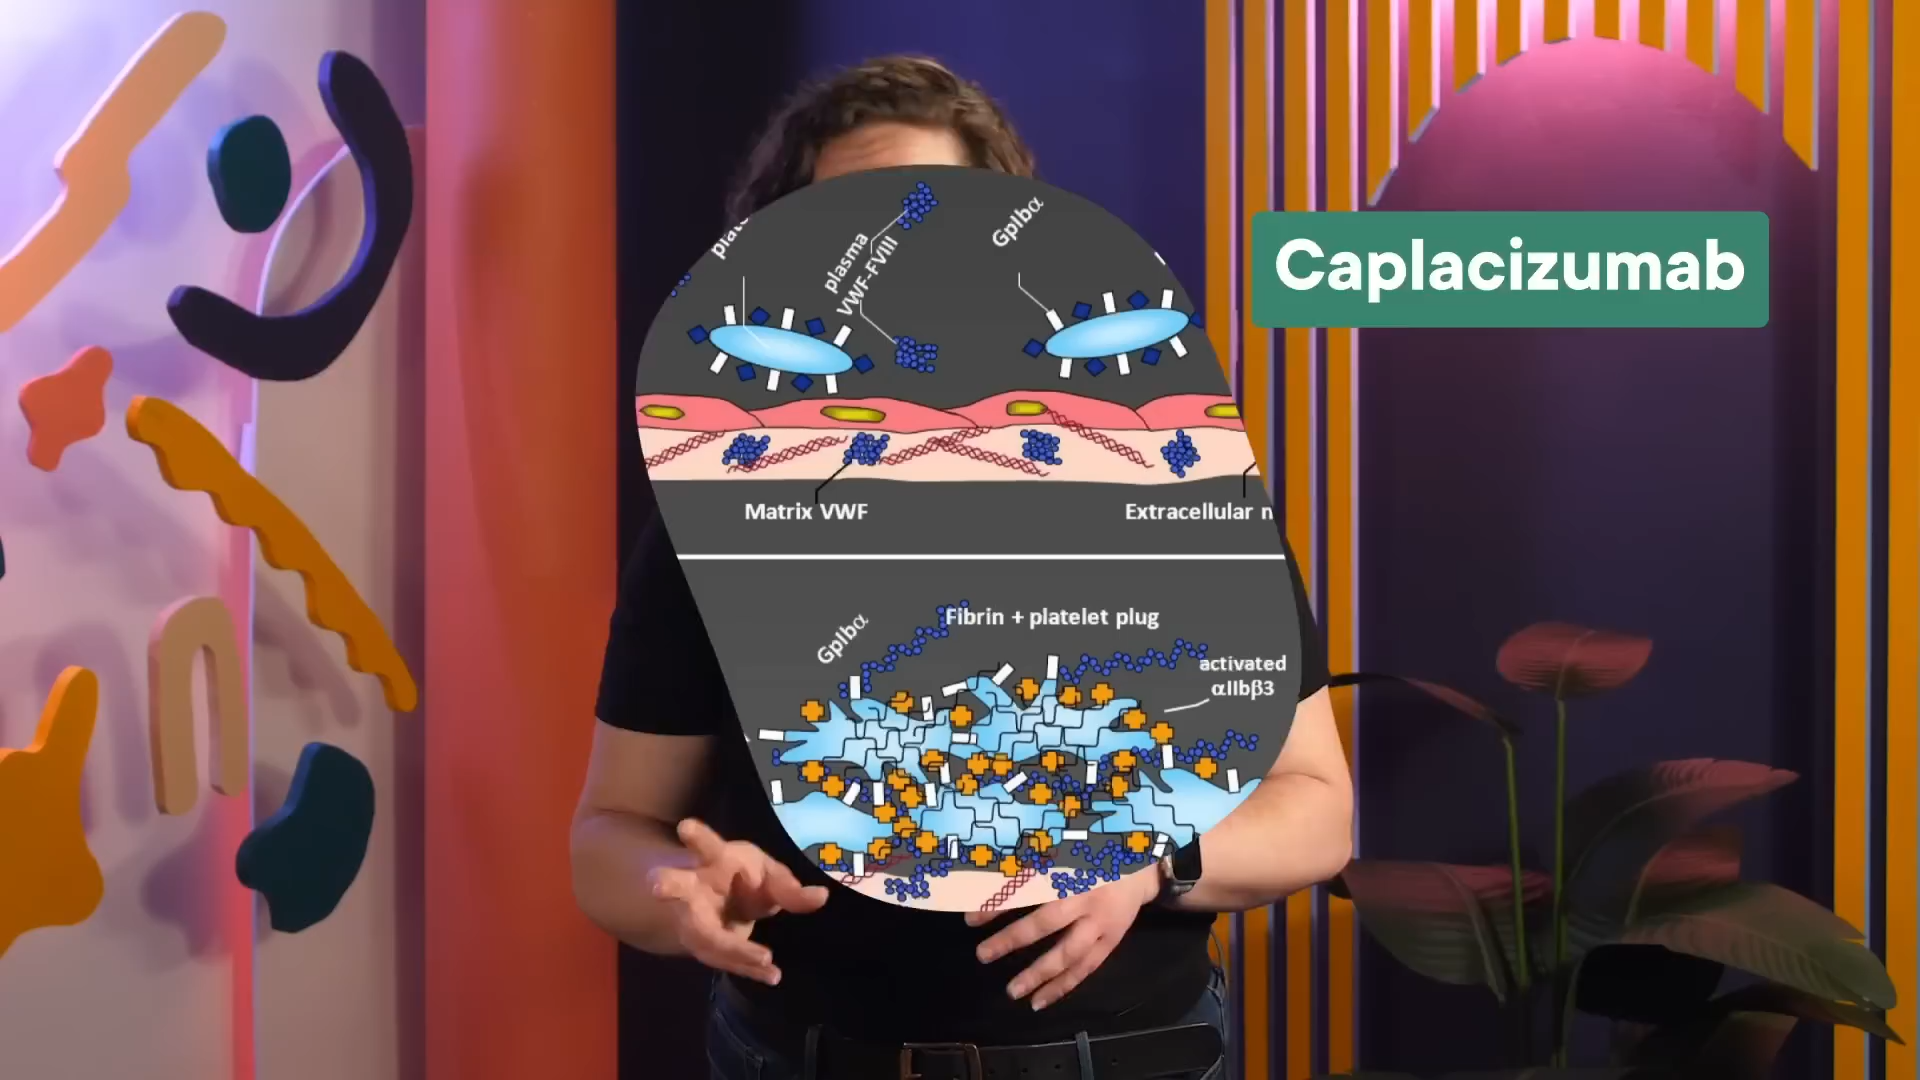 plasma
VWF-FVIII
GpIbα
Caplacizumab
Matrix VWF
Extracellular
Fibrin + platelet plug
GpIbα
activated
αIIbβ3